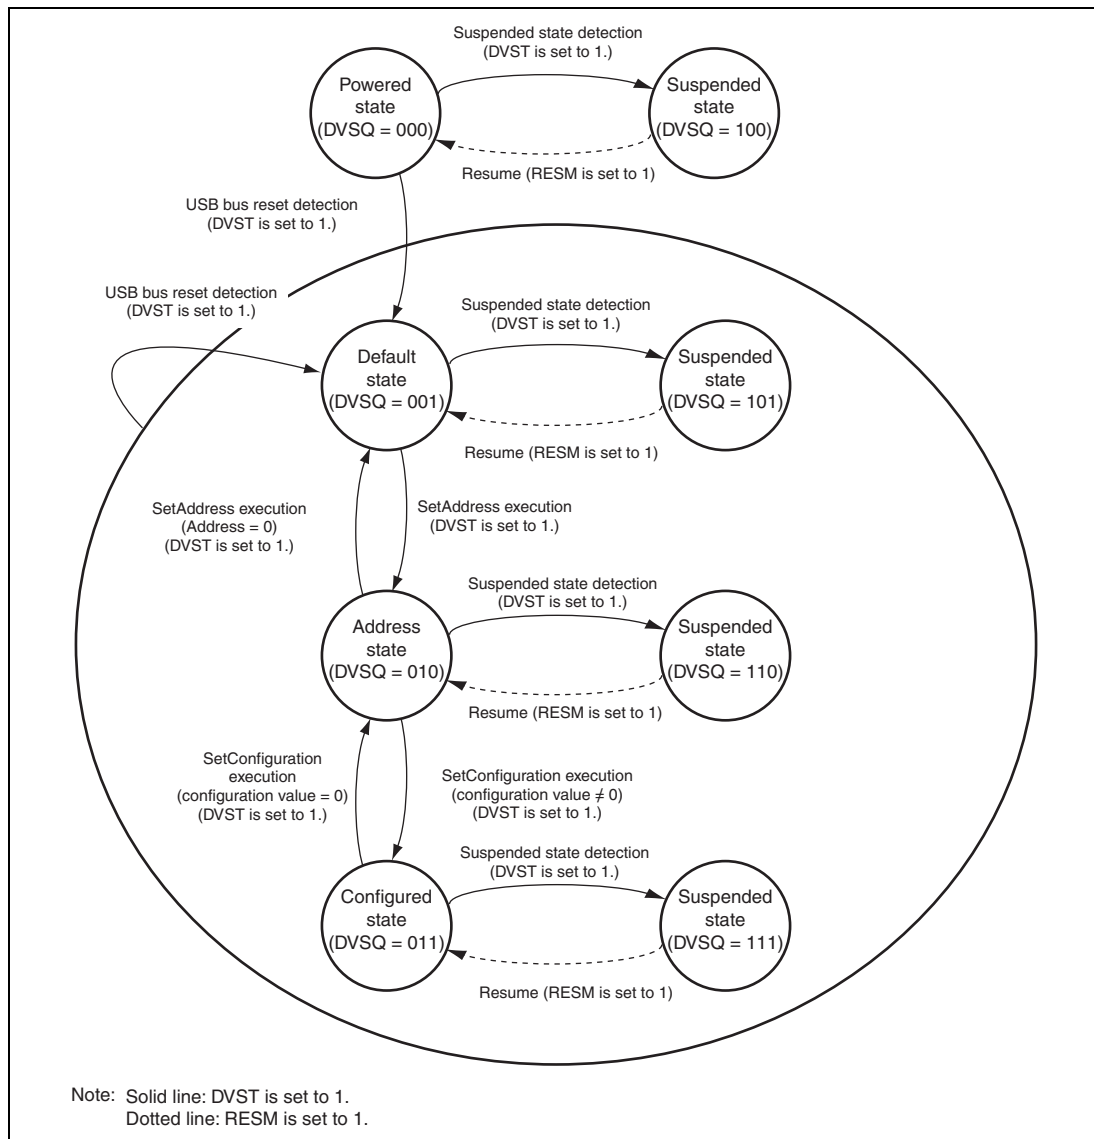 Suspended state detection
(DVST is set to 1.)
Powered
state
(DVSQ = 000)
Suspended
state
(DVSQ = 100)
Resume (RESM is set to 1)
USB bus reset detection
(DVST is set to 1.)
USB bus reset detection
(DVST is set to 1.)
Suspended state detection
(DVST is set to 1.)
Default
state
(DVSQ = 001)
Suspended
state
(DVSQ = 101)
Resume (RESM is set to 1)
SetAddress execution
(Address = 0)
(DVST is set to 1.)
SetAddress execution
(DVST is set to 1.)
Suspended state detection
(DVST is set to 1.)
Address
state
(DVSQ = 010)
Suspended
state
(DVSQ = 110)
Resume (RESM is set to 1)
SetConfiguration
execution
(configuration value = 0)
(DVST is set to 1.)
SetConfiguration execution
(configuration value ≠ 0)
(DVST is set to 1.)
Suspended state detection
(DVST is set to 1.)
Configured
state
(DVSQ = 011)
Suspended
state
(DVSQ = 111)
Resume (RESM is set to 1)
Note: Solid line: DVST is set to 1.
Dotted line: RESM is set to 1.